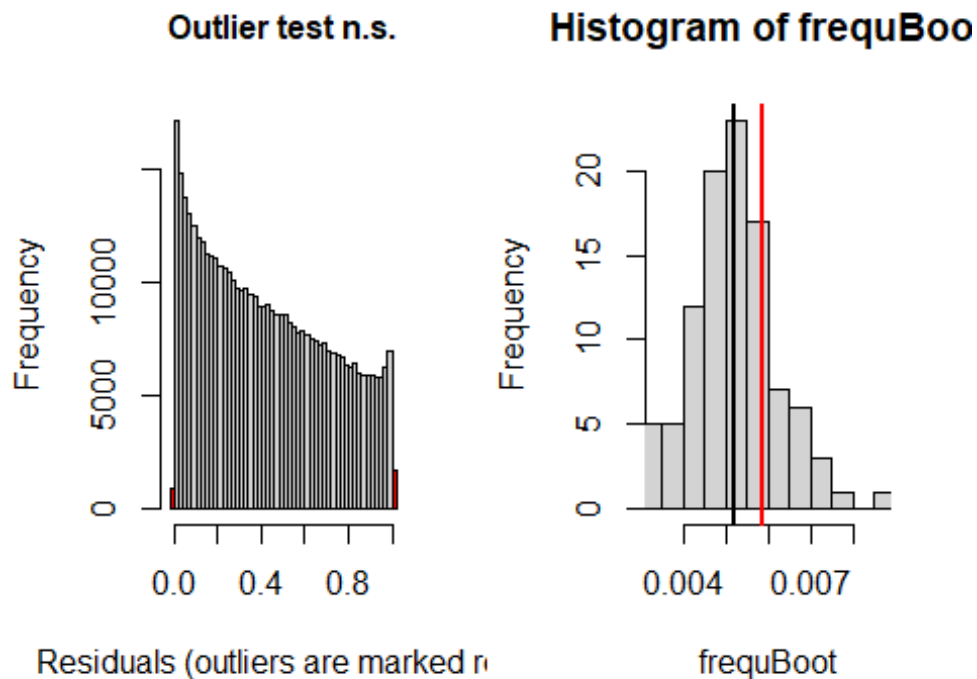 Outlier test n.s.
Frequency
0
5000
10000
0.0
0.4
0.8
Residuals (outliers are marked re
Histogram of frequBoo
Frequency
0
5
10
15
20
0.004
0.007
frequBoot